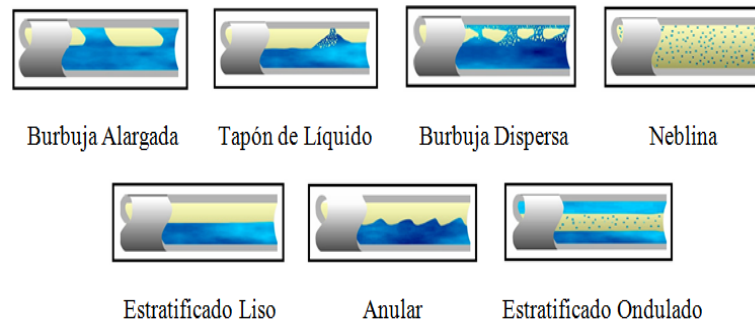 Burbuja Alargada
Tapón de Líquido
Burbuja Dispersa
Neblina
Estratificado Liso
Anular
Estratificado Ondulado